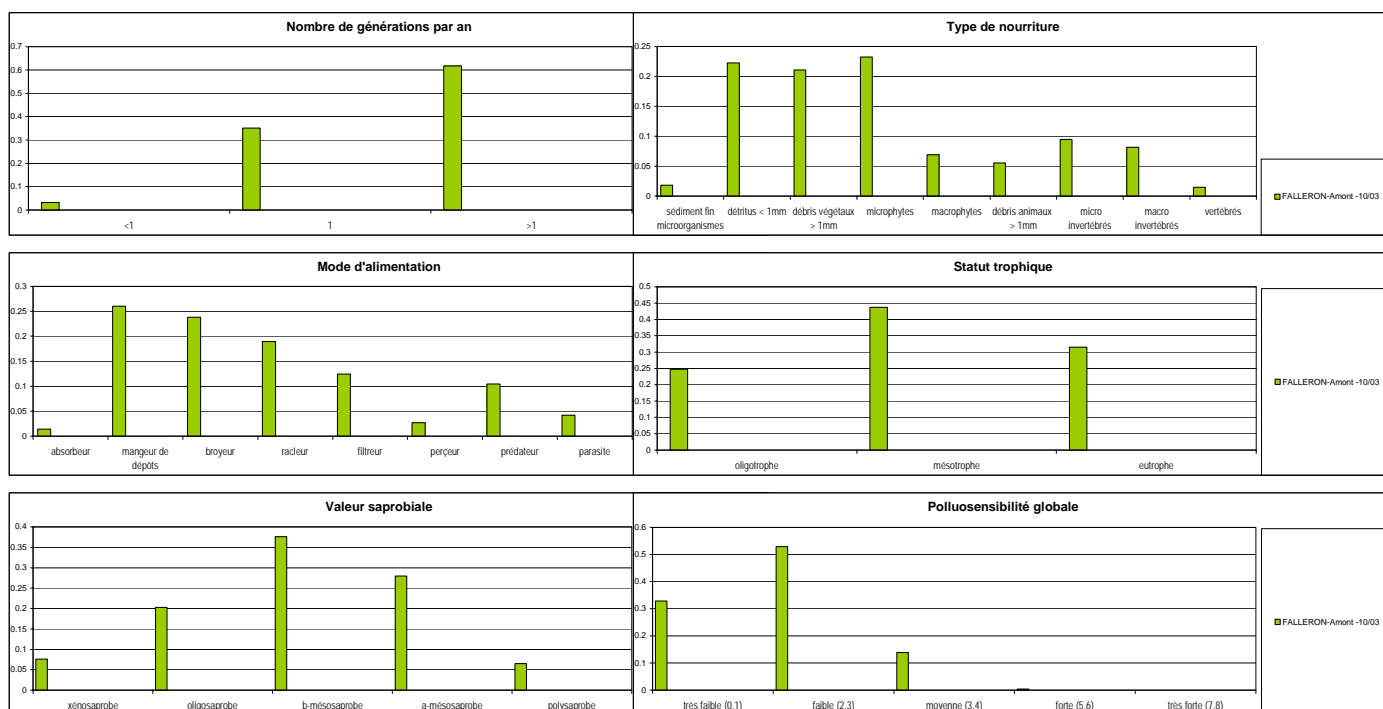 Nombre de générations par an
0.7
0.6
0.5
0.4
0.3
0.2
0.1
0
<1 1 >1
Type de nourriture
0.25
0.2
0.15
0.1
0.05
0
sédiment fin microorganismes
détritus < 1mm
débris végétaux > 1mm
microphytes
macrophytes
débris animaux > 1mm
micro invertébrés
macro invertébrés
vertébrés
FALLERON-Amont -10/03
Mode d'alimentation
0.3
0.25
0.2
0.15
0.1
0.05
0
absorbeur
mangeur de dépôts
broyeur
racleur
filtreur
perçeur
prédateur
parasite
Statut trophique
0.5
0.45
0.4
0.35
0.3
0.25
0.2
0.15
0.1
0.05
0
oligotrophe mésotrophe eutrophe
FALLERON-Amont -10/03
Valeur saprobiale
0.4
0.35
0.3
0.25
0.2
0.15
0.1
0.05
0
xénosaprobe oligosaprobe b-mésosaprobe a-mésosaprobe polysaprobe
Polluosensibilité globale
0.6
0.5
0.4
0.3
0.2
0.1
0
très faible (0,1) faible (2,3) moyenne (3,4) forte (5,6) très forte (7,8)
FALLERON-Amont -10/03